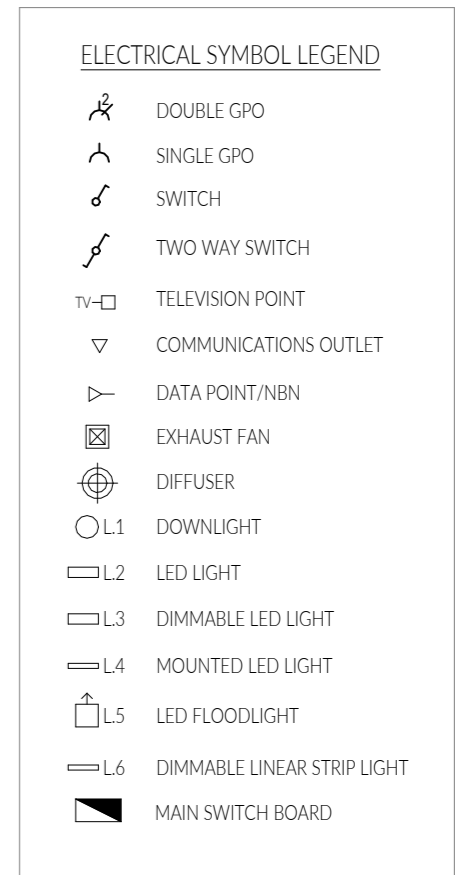 ELECTRICAL SYMBOL LEGEND
2 DOUBLE GPO
SINGLE GPO
SWITCH
TWO WAY SWITCH
TV TELEVISION POINT
COMMUNICATIONS OUTLET
DATA POINT/NBN
EXHAUST FAN
DIFFUSER
L.1 DOWNLIGHT
L.2 LED LIGHT
L.3 DIMMABLE LED LIGHT
L.4 MOUNTED LED LIGHT
L.5 LED FLOODLIGHT
L.6 DIMMABLE LINEAR STRIP LIGHT
MAIN SWITCH BOARD